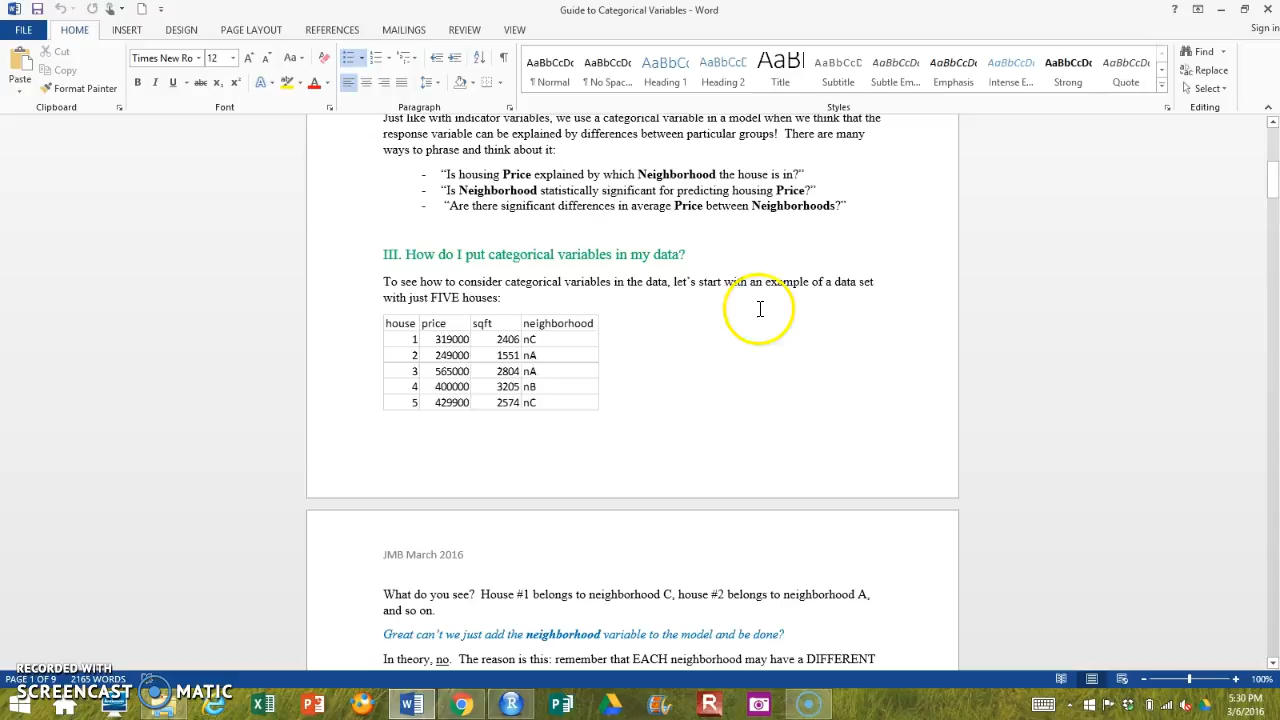 Guide to Categorical Variables - Word
FILE HOME INSERT DESIGN PAGE LAYOUT REFERENCES MAILINGS REVIEW VIEW Sign in
Paste
Cut
Copy
Format Painter
Clipboard
Times New Ro 12
B I U abc
Font
Paragraph
AaBbCcDc AaBbCcDc AaBbC AaBbCcD AaBl AaBbCcD AaBbCcDc AaBbCcDc AaBbCcDc AaBbCcDc AaBbCcDc
¶ Normal ¶ No Spac... Heading 1 Heading 2 Title Subtitle Subtle Em... Emphasis Intense E... Strong Quote
Styles
Find
Replace
Select
Editing
Just like with indicator variables, we use a categorical variable in a model when we think that the
response variable can be explained by differences between particular groups! There are many
ways to phrase and think about it:
- “Is housing Price explained by which Neighborhood the house is in?”
- “Is Neighborhood statistically significant for predicting housing Price?”
- “Are there significant differences in average Price between Neighborhoods?”
III. How do I put categorical variables in my data?
To see how to consider categorical variables in the data, let’s start with an example of a data set
with just FIVE houses:
house price sqft neighborhood
1 319000 2406 nC
2 249000 1551 nA
3 565000 2804 nA
4 400000 3205 nB
5 429900 2574 nC
JMB March 2016
What do you see? House #1 belongs to neighborhood C, house #2 belongs to neighborhood A,
and so on.
Great can’t we just add the neighborhood variable to the model and be done?
In theory, no. The reason is this: remember that EACH neighborhood may have a DIFFERENT
PAGE 1 OF 9 2165 WORDS 100%
RECORDED WITH
SCREENCAST MATIC
5:30 PM
3/6/2016